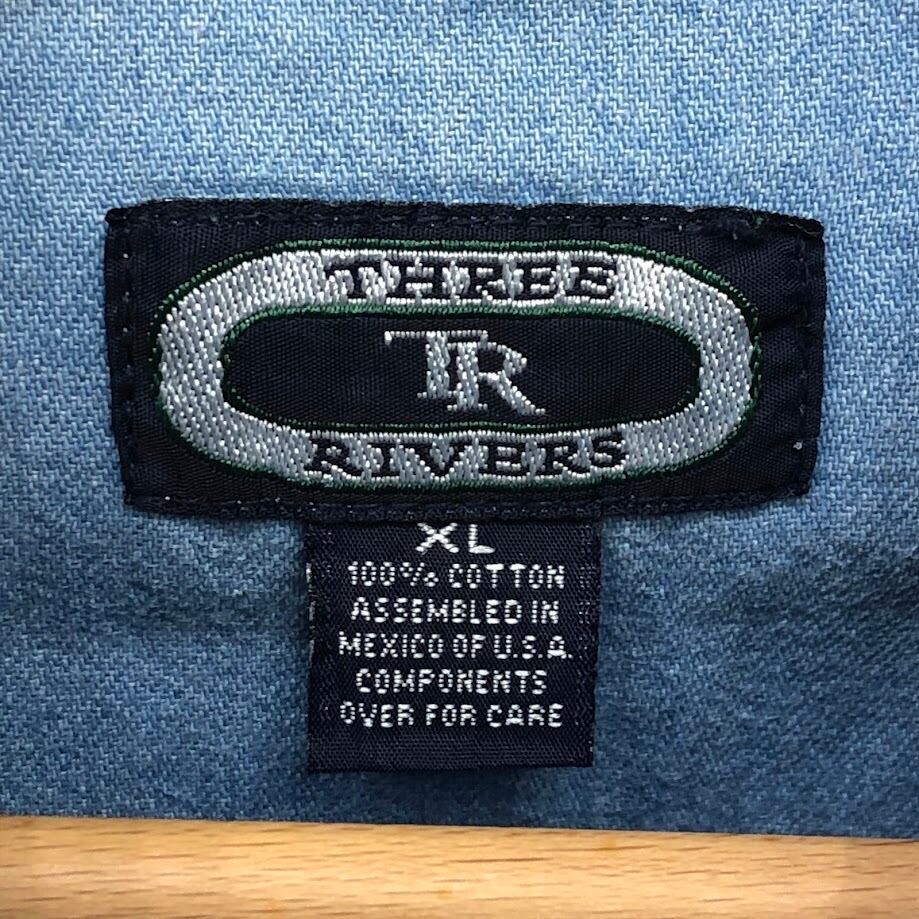 THREE
TR
RIVERS
XL
100% COTTON
ASSEMBLED IN
MEXICO OF U.S.A.
COMPONENTS
OVER FOR CARE